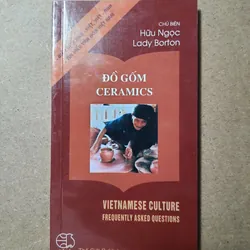 CHỦ BIÊN
Hữu Ngọc
Lady Borton
ĐỒ GỐM
CERAMICS
VIETNAMESE CULTURE
FREQUENTLY ASKED QUESTIONS